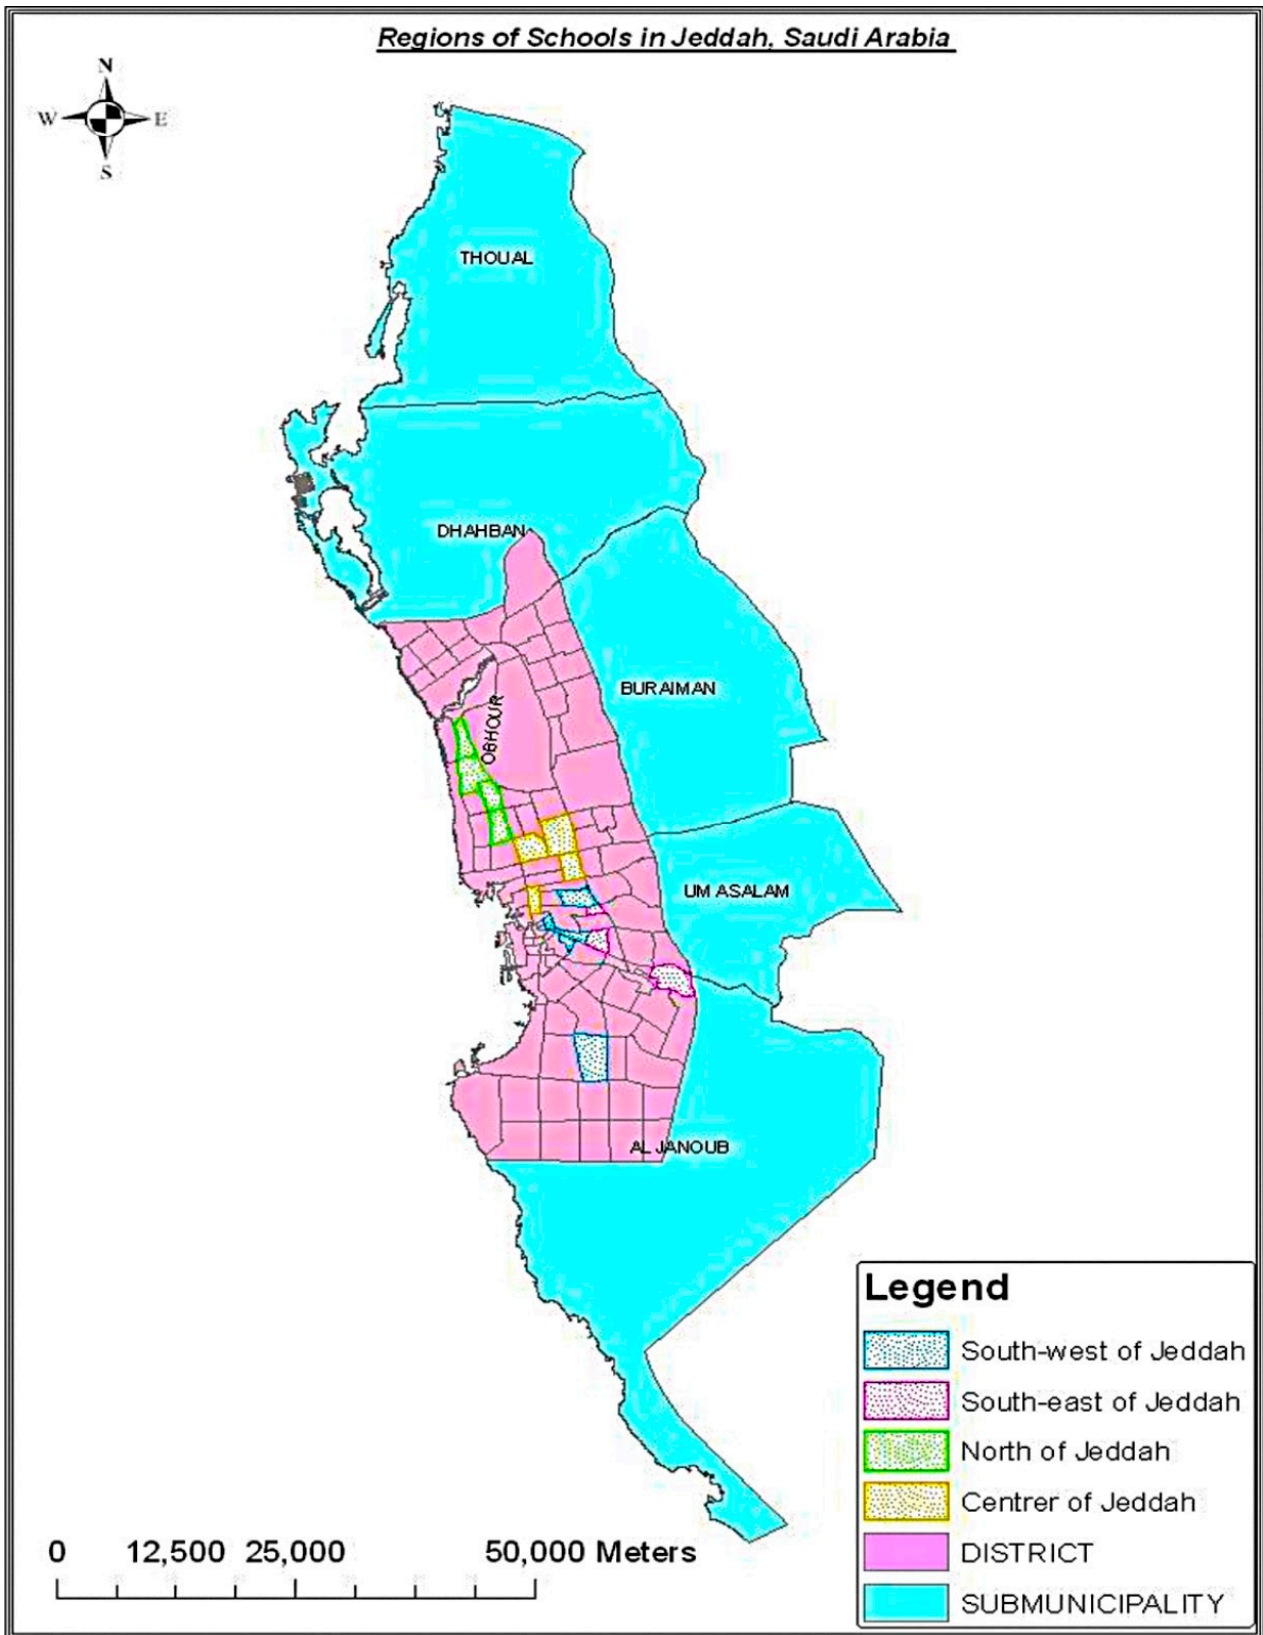 Regions of Schools in Jeddah, Saudi Arabia
N
W E
S
THOUAL
DHAHBAN
BURAIMAN
OBHOUR
UM ASALAM
AL JANOUB
Legend
South-west of Jeddah
South-east of Jeddah
North of Jeddah
Centrer of Jeddah
DISTRICT
SUBMUNICIPALITY
0 12,500 25,000 50,000 Meters